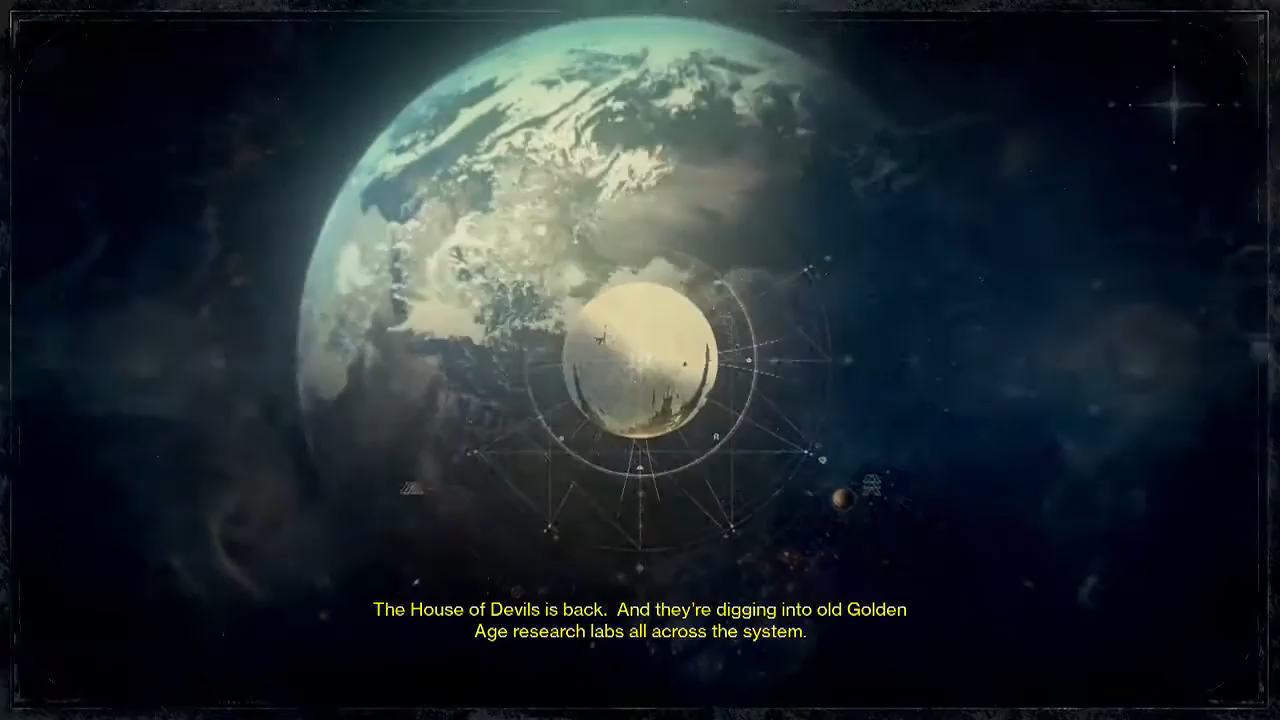 The House of Devils is back.  And they're digging into old Golden
Age research labs all across the system.